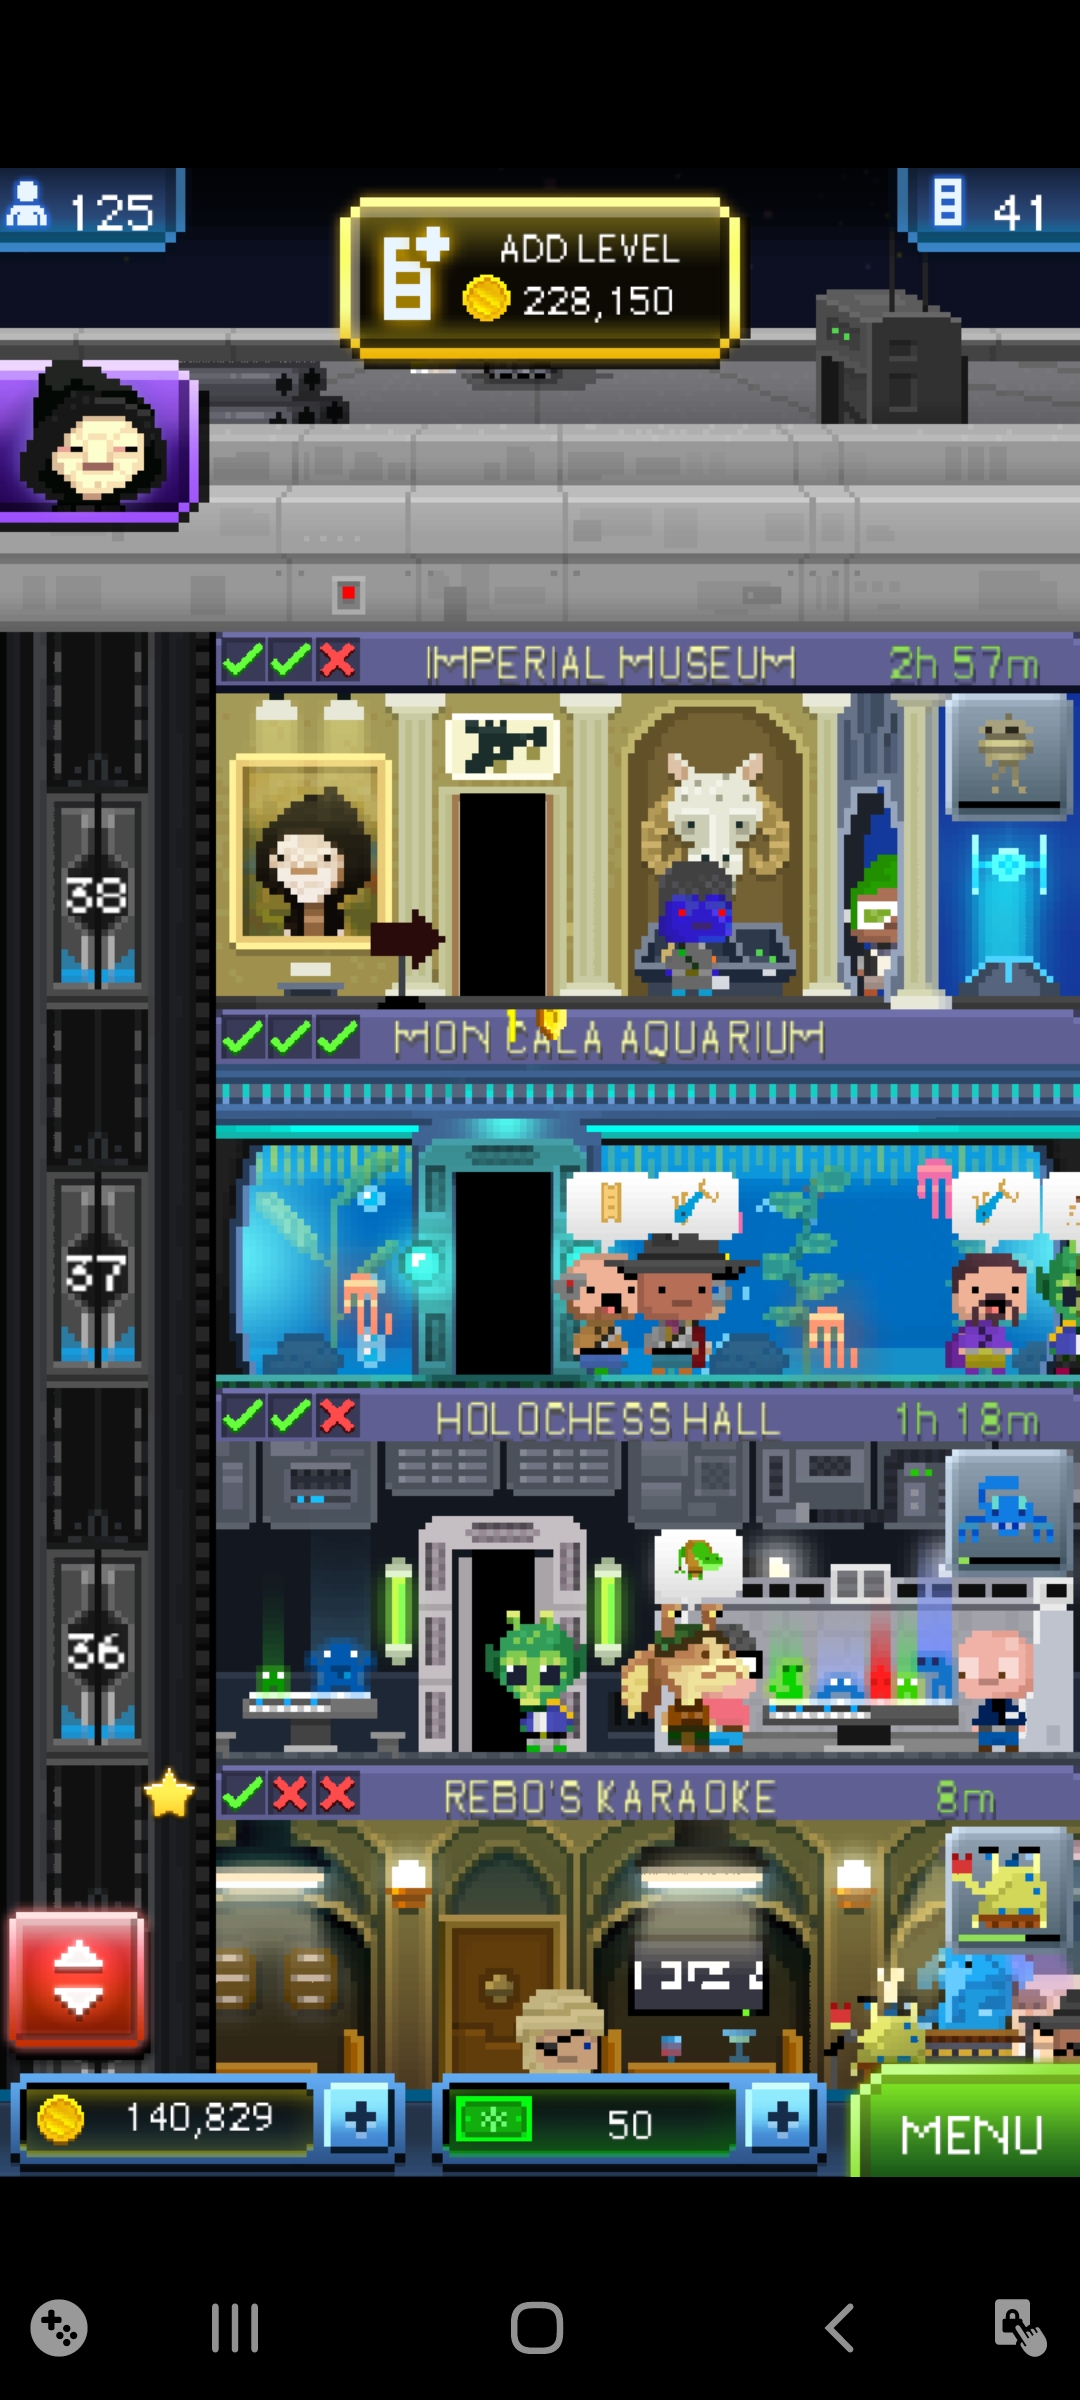 125
ADD LEVEL
228,150
41
IMPERIAL MUSEUM
2h 57m
38
MON CALA AQUARIUM
37
HOLOCHESS HALL
1h 18m
36
REBO'S KARAOKE
8m
140,829
50
MENU